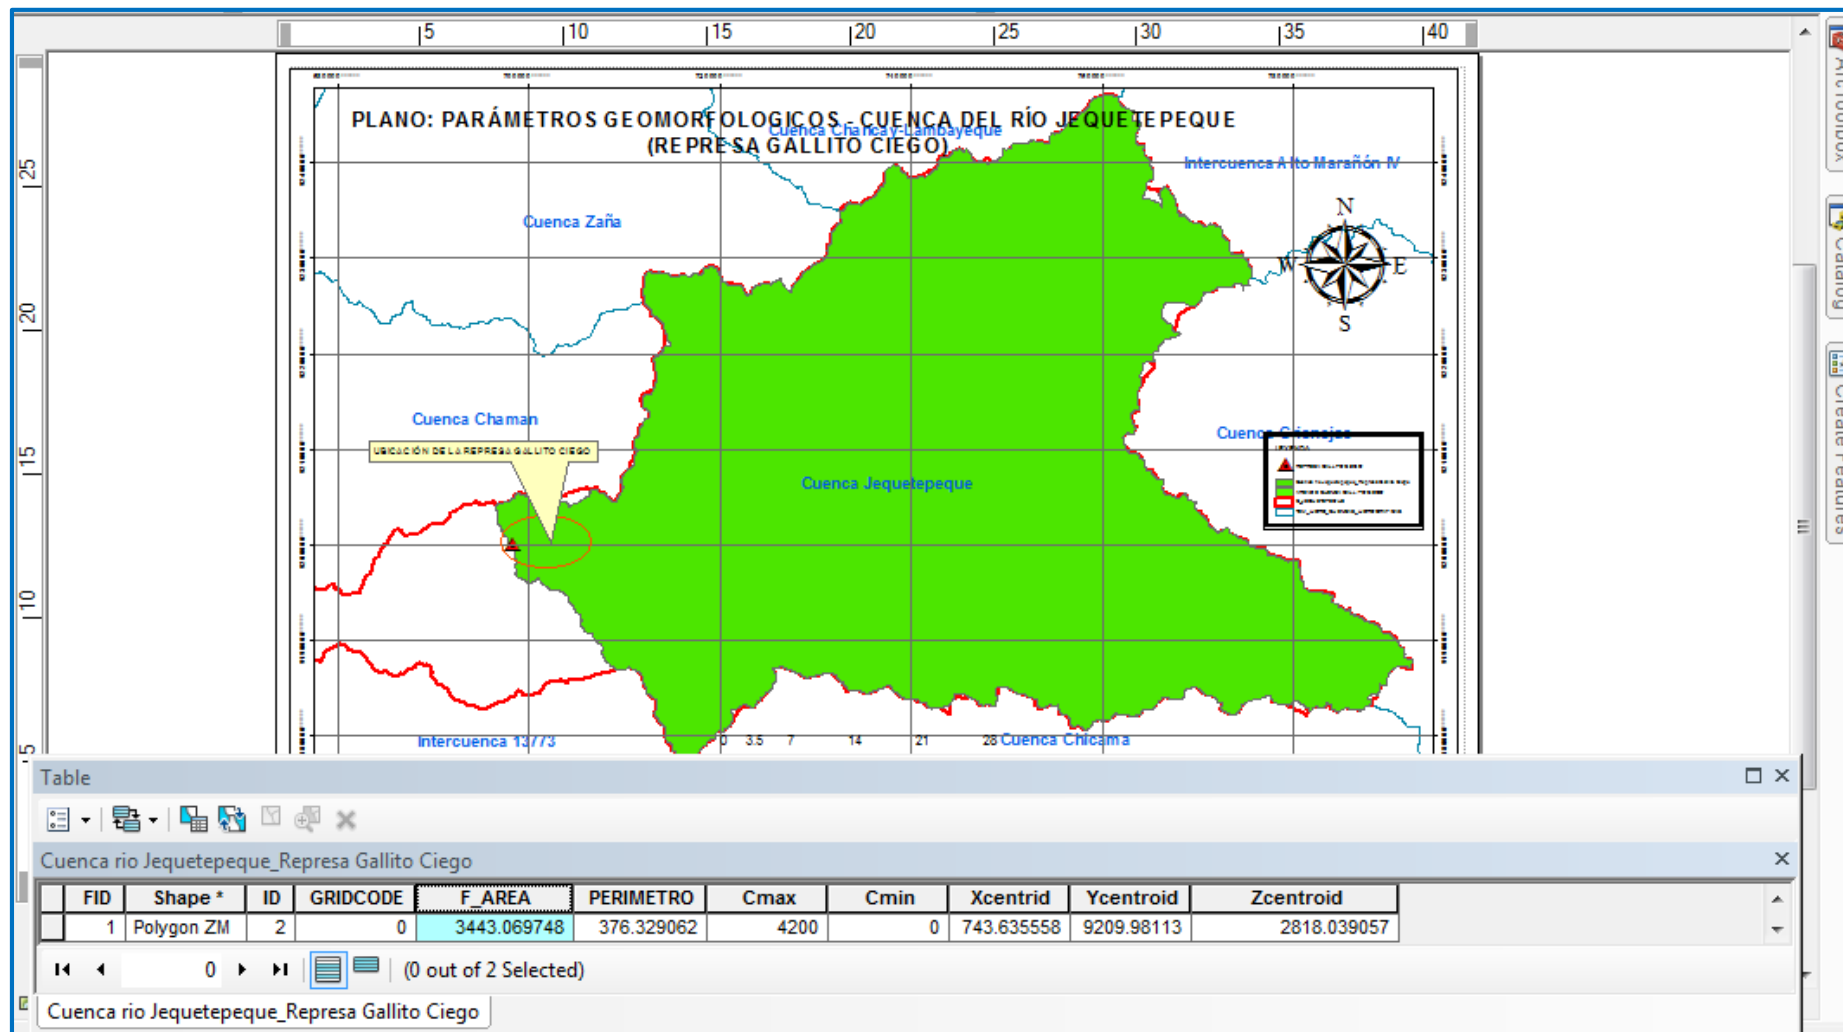 5 10 15 20 25 30 35 40
PLANO: PARÁMETROS GEOMORFOLOGICOS - CUENCA DEL RÍO JEQUETEPEQUE
(REPRESA GALLITO CIEGO)
Cuenca Chancay-Lambayeque
Intercuenca Alto Marañón IV
Cuenca Zaña
N
W E
S
Cuenca Chaman
UBICACIÓN DE LA REPRESA GALLITO CIEGO
Cuenca
Cuenca Jequetepeque
Intercuenca 13773
0 3.5 7 14 21 28
Cuenca Chicama
25
20
15
10
5
ArcToolbox
Catalog
Create Features
Table
Cuenca rio Jequetepeque_Represa Gallito Ciego
FID Shape * ID GRIDCODE F_AREA PERIMETRO Cmax Cmin Xcentrid Ycentroid Zcentroid
1 Polygon ZM 2 0 3443.069748 376.329062 4200 0 743.635558 9209.98113 2818.039057
0 (0 out of 2 Selected)
Cuenca rio Jequetepeque_Represa Gallito Ciego